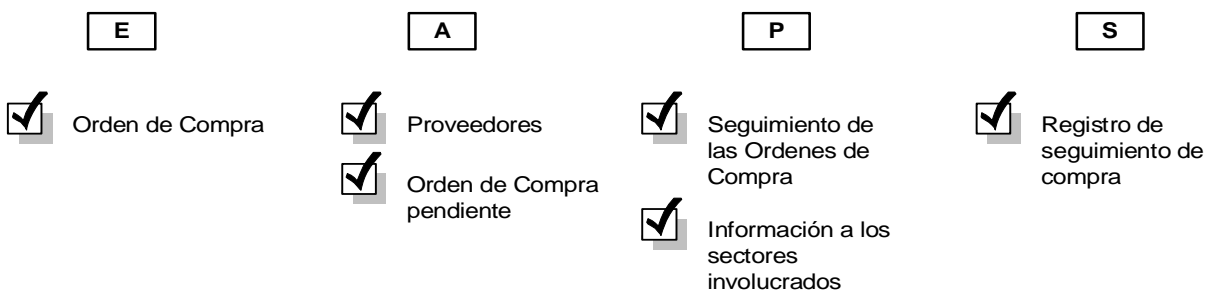 E
A
P
S
Orden de Compra
Proveedores
Orden de Compra
pendiente
Seguimiento de
las Ordenes de
Compra
Información a los
sectores
involucrados
Registro de
seguimiento de
compra